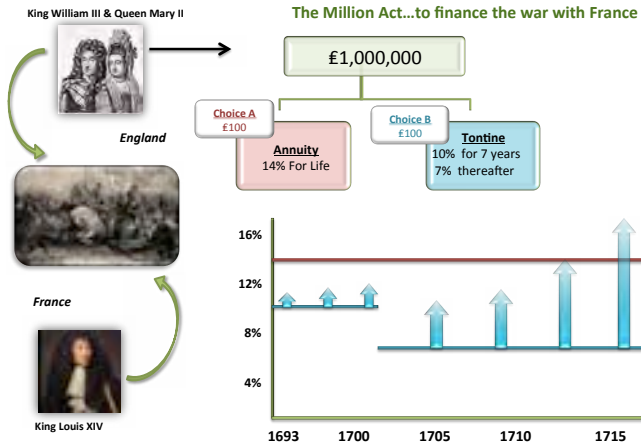 King William III & Queen Mary II
The Million Act…to finance the war with France
£1,000,000
Choice A
£100
Annuity
14% For Life
Choice B
£100
Tontine
10% for 7 years
7% thereafter
England
France
King Louis XIV
16%
12%
8%
4%
1693 1700 1705 1710 1715